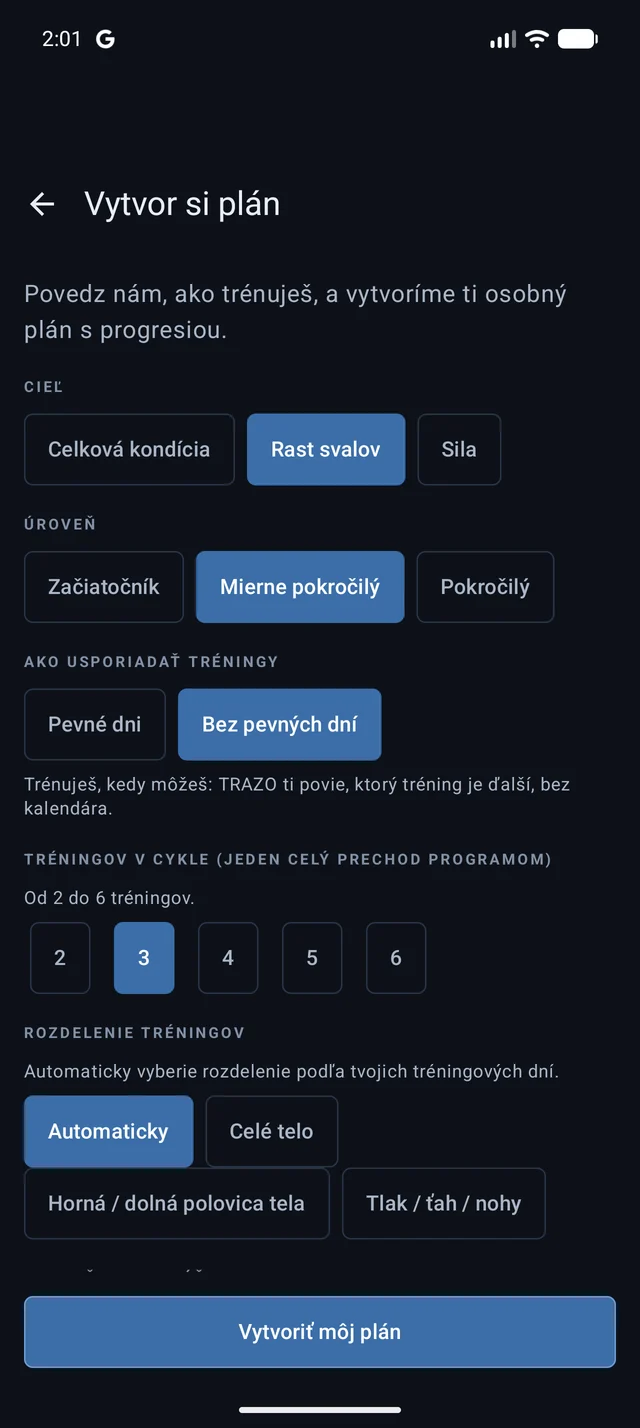 2:01 G
Vytvor si plán
Povedz nám, ako trénuješ, a vytvoríme ti osobný
plán s progresiou.
CIEĽ
Celková kondícia Rast svalov Sila
ÚROVEŇ
Začiatočník Mierne pokročilý Pokročilý
AKO USPORIADAŤ TRÉNINGY
Pevné dni Bez pevných dní
Trénuješ, kedy môžeš: TRAZO ti povie, ktorý tréning je ďalší, bez
kalendára.
TRÉNINGOV V CYKLE (JEDEN CELÝ PRECHOD PROGRAMOM)
Od 2 do 6 tréningov.
2 3 4 5 6
ROZDELENIE TRÉNINGOV
Automaticky vyberie rozdelenie podľa tvojich tréningových dní.
Automaticky Celé telo
Horná / dolná polovica tela Tlak / ťah / nohy
Vytvoriť môj plán